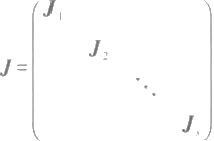 J = ( J₁
J₂
⋱
Jₛ )